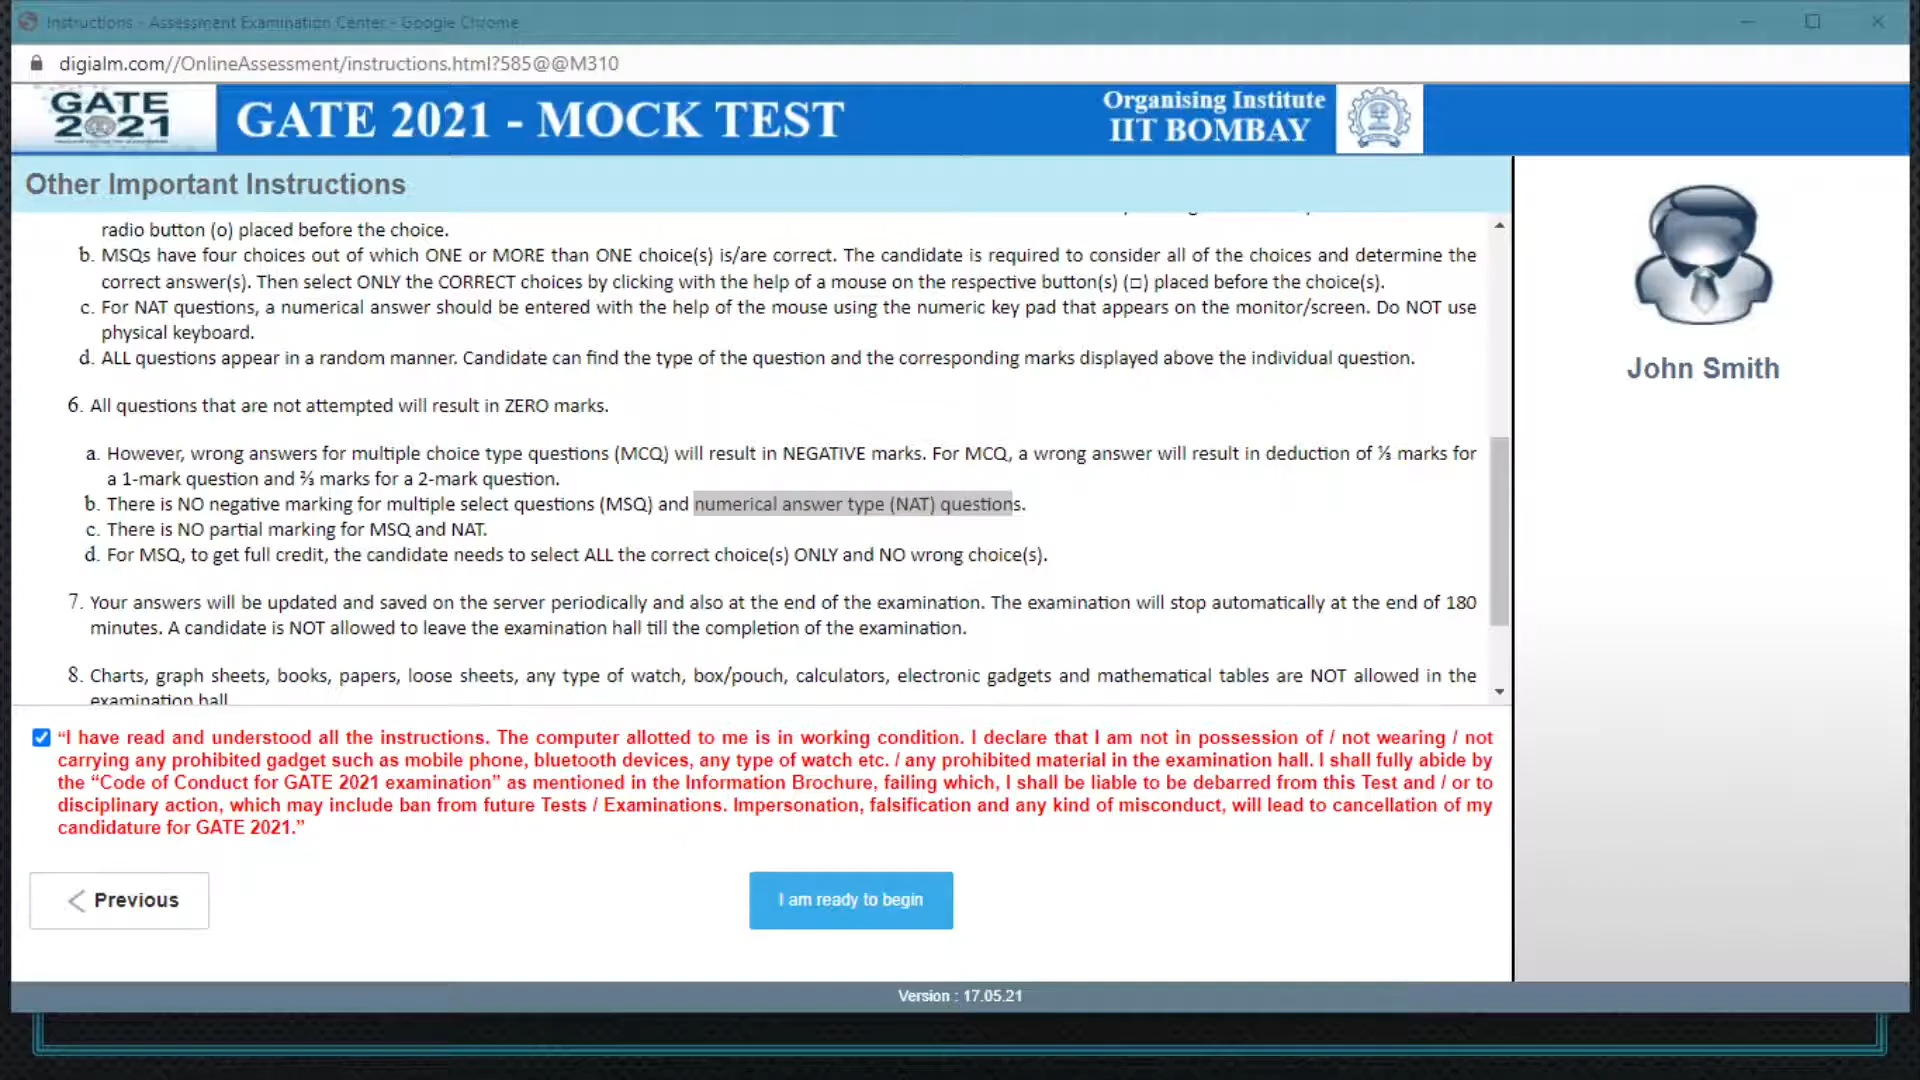 Instructions - Assessment Examination Center - Google Chrome
digialm.com//OnlineAssessment/instructions.html?585@@M310
GATE
2021
GATE 2021 - MOCK TEST
Organising Institute
IIT BOMBAY
Other Important Instructions
radio button (o) placed before the choice.
b. MSQs have four choices out of which ONE or MORE than ONE choice(s) is/are correct. The candidate is required to consider all of the choices and determine the
correct answer(s). Then select ONLY the CORRECT choices by clicking with the help of a mouse on the respective button(s) (□) placed before the choice(s).
c. For NAT questions, a numerical answer should be entered with the help of the mouse using the numeric key pad that appears on the monitor/screen. Do NOT use
physical keyboard.
d. ALL questions appear in a random manner. Candidate can find the type of the question and the corresponding marks displayed above the individual question.
6. All questions that are not attempted will result in ZERO marks.
a. However, wrong answers for multiple choice type questions (MCQ) will result in NEGATIVE marks. For MCQ, a wrong answer will result in deduction of ⅓ marks for
a 1-mark question and ⅔ marks for a 2-mark question.
b. There is NO negative marking for multiple select questions (MSQ) and numerical answer type (NAT) questions.
c. There is NO partial marking for MSQ and NAT.
d. For MSQ, to get full credit, the candidate needs to select ALL the correct choice(s) ONLY and NO wrong choice(s).
7. Your answers will be updated and saved on the server periodically and also at the end of the examination. The examination will stop automatically at the end of 180
minutes. A candidate is NOT allowed to leave the examination hall till the completion of the examination.
8. Charts, graph sheets, books, papers, loose sheets, any type of watch, box/pouch, calculators, electronic gadgets and mathematical tables are NOT allowed in the
examination hall
“I have read and understood all the instructions. The computer allotted to me is in working condition. I declare that I am not in possession of / not wearing / not
carrying any prohibited gadget such as mobile phone, bluetooth devices, any type of watch etc. / any prohibited material in the examination hall. I shall fully abide by
the “Code of Conduct for GATE 2021 examination” as mentioned in the Information Brochure, failing which, I shall be liable to be debarred from this Test and / or to
disciplinary action, which may include ban from future Tests / Examinations. Impersonation, falsification and any kind of misconduct, will lead to cancellation of my
candidature for GATE 2021.”
Previous
I am ready to begin
John Smith
Version : 17.05.21